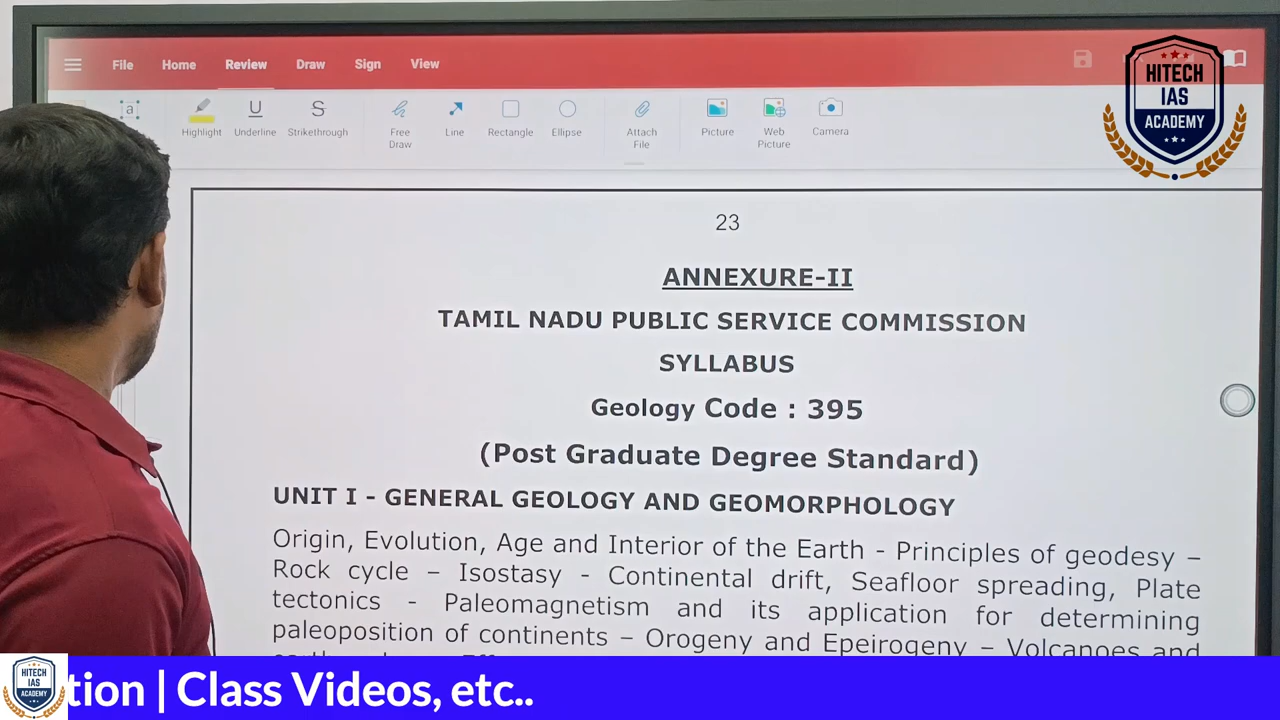 File Home Review Draw Sign View
HITECH
IAS
ACADEMY
a
Highlight Underline Strikethrough Free Draw Line Rectangle Ellipse Attach File Picture Web Picture Camera
23
ANNEXURE-II
TAMIL NADU PUBLIC SERVICE COMMISSION
SYLLABUS
Geology Code : 395
(Post Graduate Degree Standard)
UNIT I - GENERAL GEOLOGY AND GEOMORPHOLOGY
Origin, Evolution, Age and Interior of the Earth - Principles of geodesy –
Rock cycle – Isostasy - Continental drift, Seafloor spreading, Plate
tectonics - Paleomagnetism and its application for determining
paleoposition of continents – Orogeny and Epeirogeny – Volcanoes and
HITECH
IAS
ACADEMY
tion | Class Videos, etc..